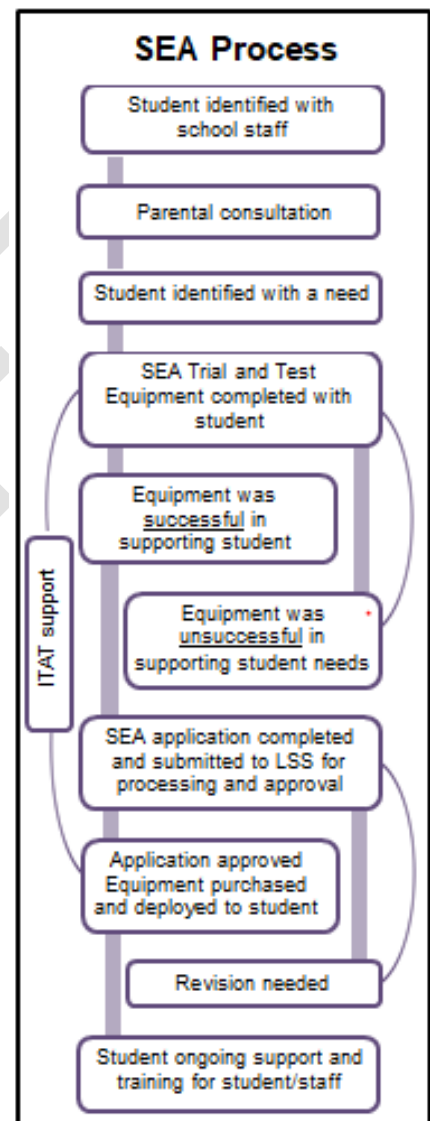 SEA Process
Student identified with
school staff
Parental consultation
Student identified with a need
SEA Trial and Test
Equipment completed with
student
Equipment was
successful in
supporting student
Equipment was
unsuccessful in
supporting student needs
ITAT support
SEA application completed
and submitted to LSS for
processing and approval
Application approved
Equipment purchased
and deployed to student
Revision needed
Student ongoing support and
training for student/staff